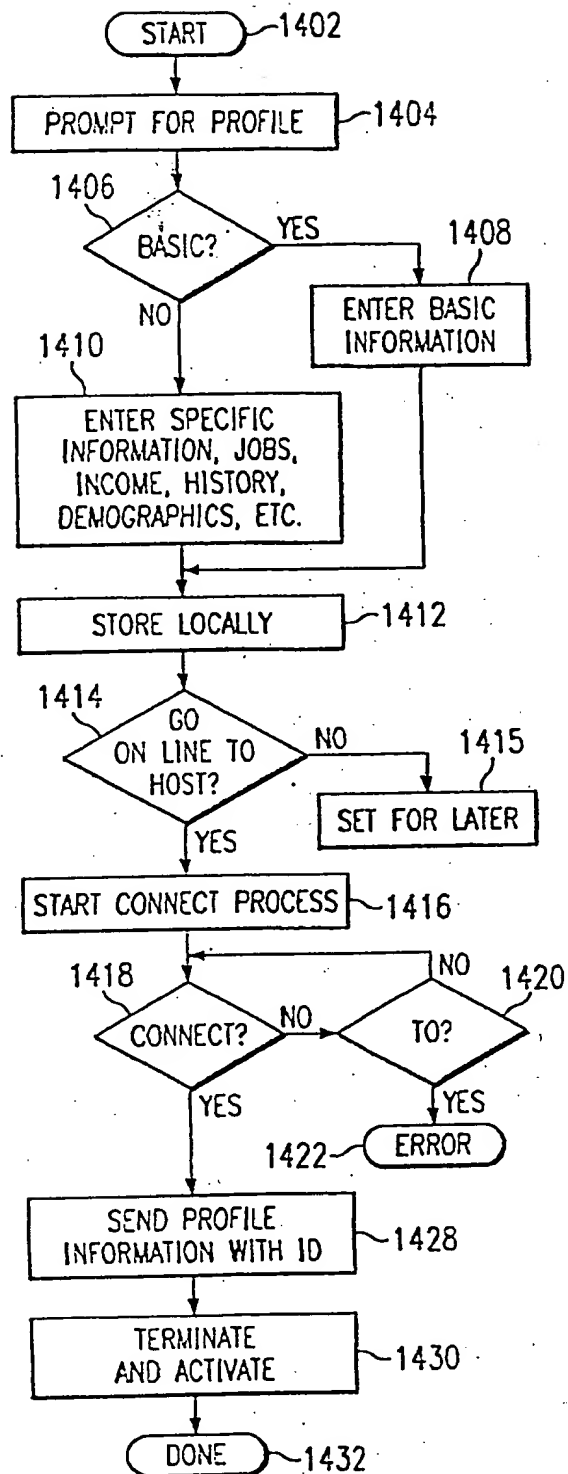 START
1402
PROMPT FOR PROFILE
1404
1406
BASIC?
YES
1408
ENTER BASIC
INFORMATION
NO
1410
ENTER SPECIFIC
INFORMATION, JOBS,
INCOME, HISTORY,
DEMOGRAPHICS, ETC.
STORE LOCALLY
1412
1414
GO
ON LINE TO
HOST?
NO
1415
SET FOR LATER
YES
START CONNECT PROCESS
1416
1418
CONNECT?
NO
NO
1420
TO?
YES
YES
1422
ERROR
SEND PROFILE
INFORMATION WITH ID
1428
TERMINATE
AND ACTIVATE
1430
DONE
1432